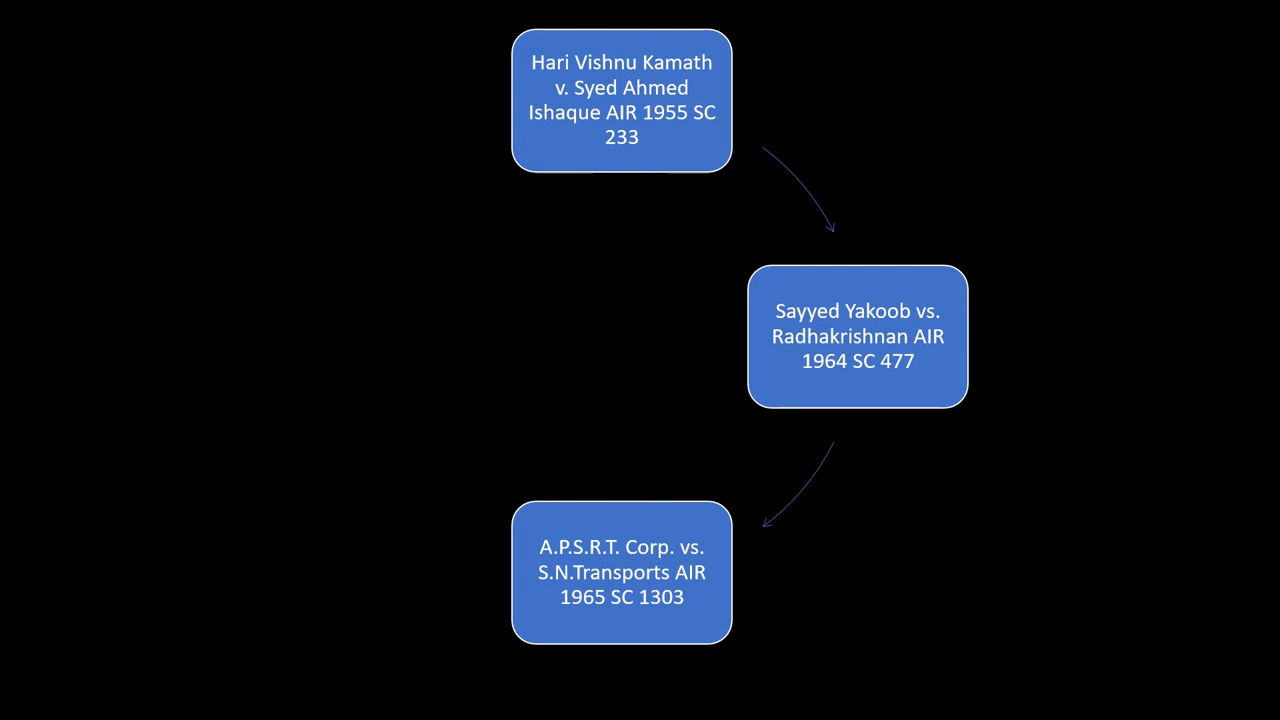 Hari Vishnu Kamath
v. Syed Ahmed
Ishaque AIR 1955 SC
233
Sayyed Yakoob vs.
Radhakrishnan AIR
1964 SC 477
A.P.S.R.T. Corp. vs.
S.N.Transports AIR
1965 SC 1303